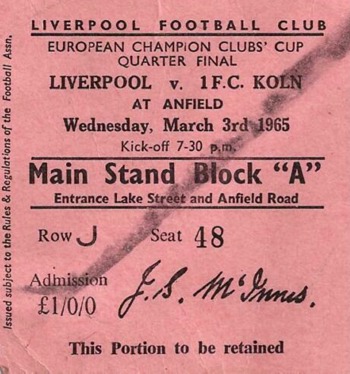 LIVERPOOL FOOTBALL CLUB
EUROPEAN CHAMPION CLUBS' CUP
QUARTER FINAL
LIVERPOOL v. 1 F.C. KOLN
AT ANFIELD
Wednesday, March 3rd 1965
Kick-off 7-30 p.m.
Main Stand Block "A"
Entrance Lake Street and Anfield Road
Row J Seat 48
Admission
£1/0/0
J. S. McInnes.
This Portion to be retained
Issued subject to the Rules & Regulations of the Football Assn.